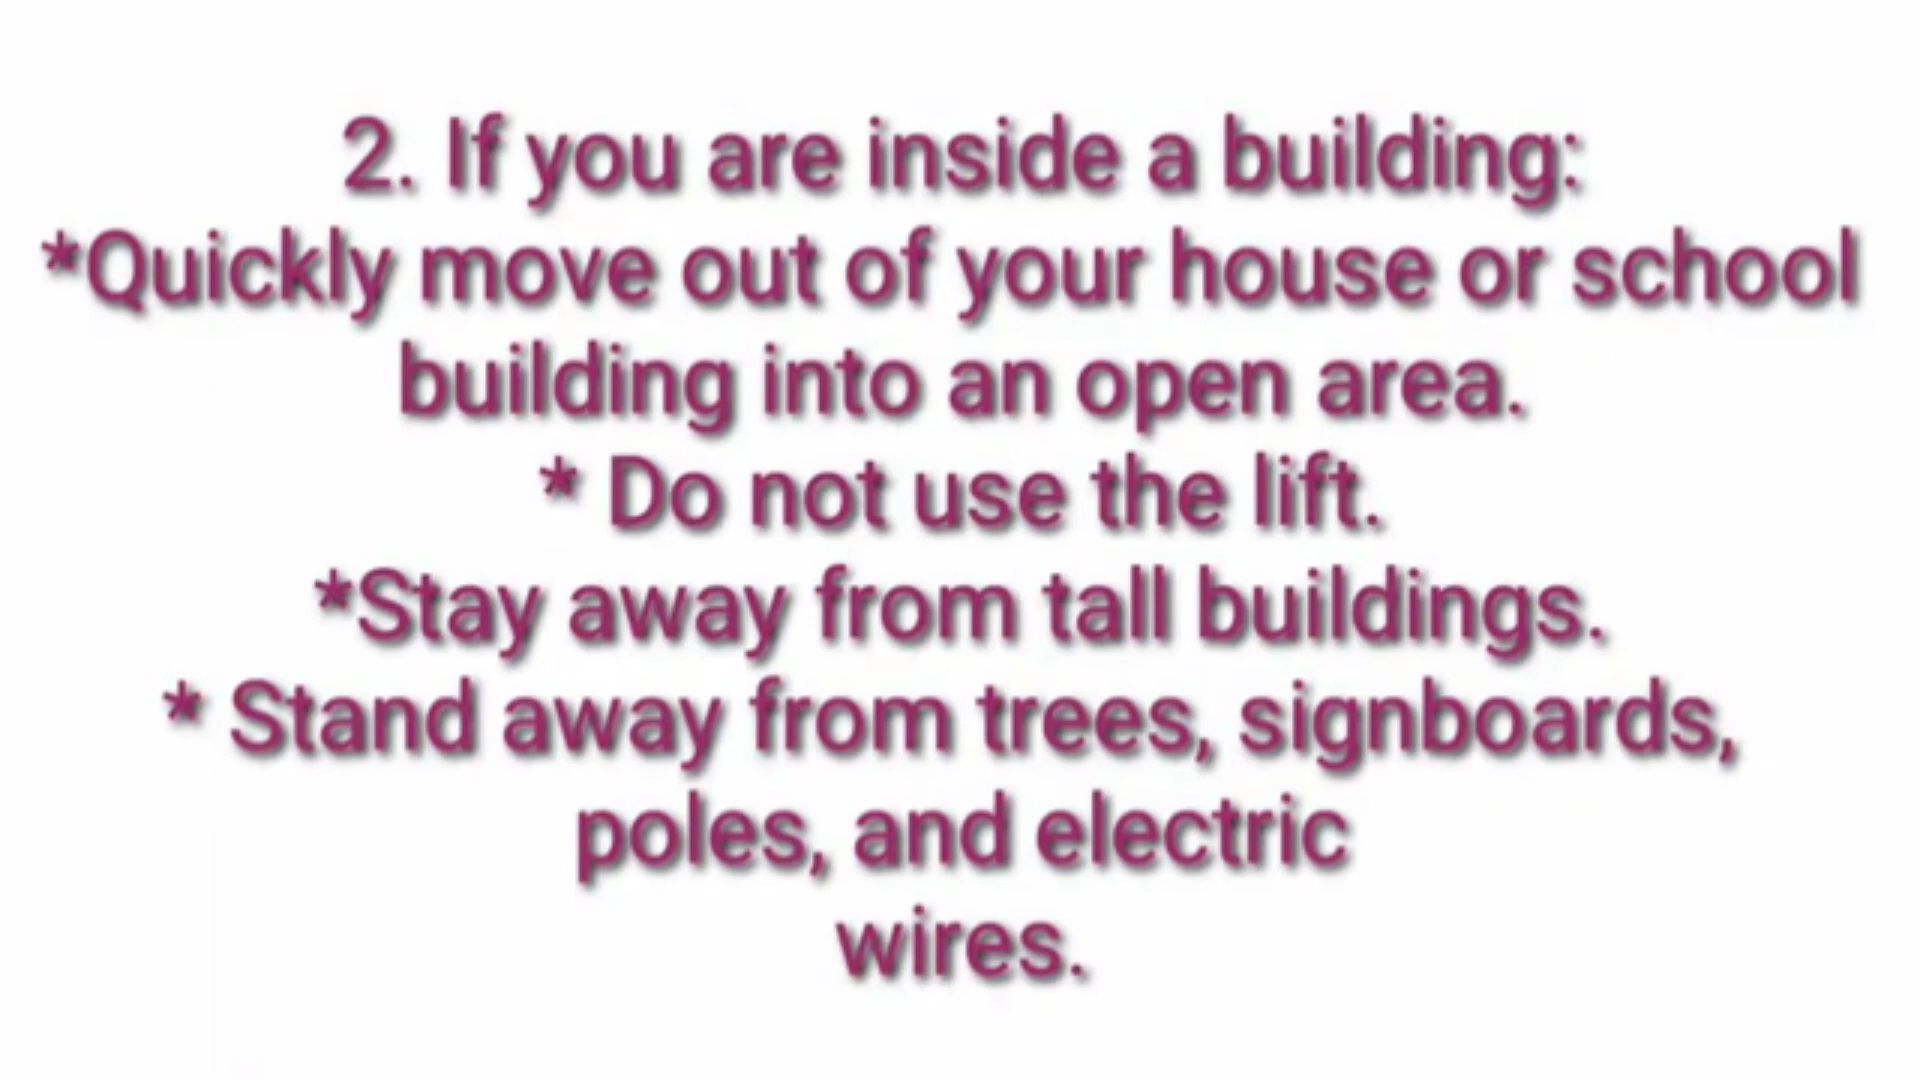 2. If you are inside a building:
*Quickly move out of your house or school
building into an open area.
* Do not use the lift.
*Stay away from tall buildings.
* Stand away from trees, signboards,
poles, and electric
wires.